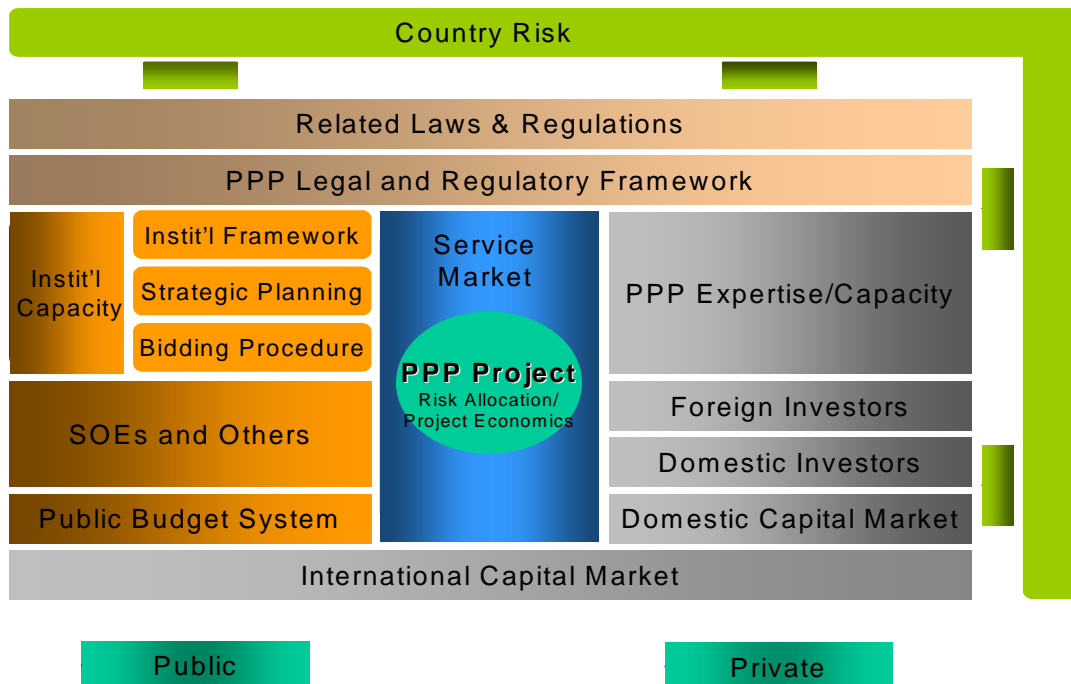 Country Risk
Related Laws & Regulations
PPP Legal and Regulatory Framework
Instit'l
Capacity
Instit'l Framework
Strategic Planning
Bidding Procedure
Service
Market
PPP Expertise/Capacity
PPP Project
Risk Allocation/
Project Economics
SOEs and Others
Foreign Investors
Domestic Investors
Public Budget System
Domestic Capital Market
International Capital Market
Public
Private